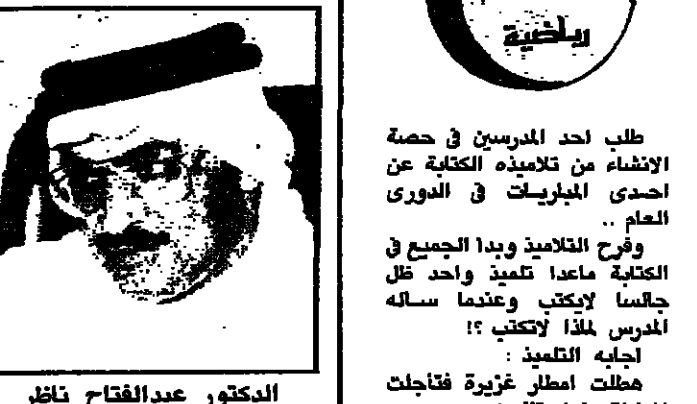 رياضية
طلب احد المدرسين في حصة
الانشاء من تلاميذه الكتابة عن
احدى المباريات في الدورى
العام ..
وفرح التلاميذ وبدا الجميع في
الكتابة ماعدا تلميذ واحد ظل
جالسا لايكتب وعندما ساله
المدرس لماذا لاتكتب ؟!
اجابه التلميذ :
هطلت امطار غزيرة فتأجلت
الدكتور عبدالفتاح ناظر